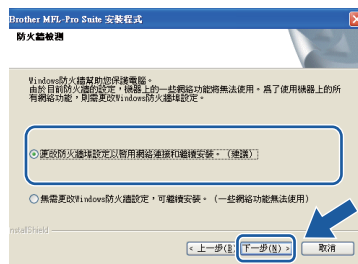 Brother MFL-Pro Suite 安裝程式
防火牆檢測
Windows防火牆幫助您保護電腦。
由於目前防火牆的設定，機器上的一些網絡功能將無法使用。爲了使用機器上的所
有網絡功能，則需更改Windows防火牆埠設定。
更改防火牆埠設定以啓用網絡連接和繼續安裝。（建議）
無需更改Windows防火牆設定，可繼續安裝。（一些網絡功能無法使用）
nstallShield
< 上一步(B) 下一步(N) > 取消